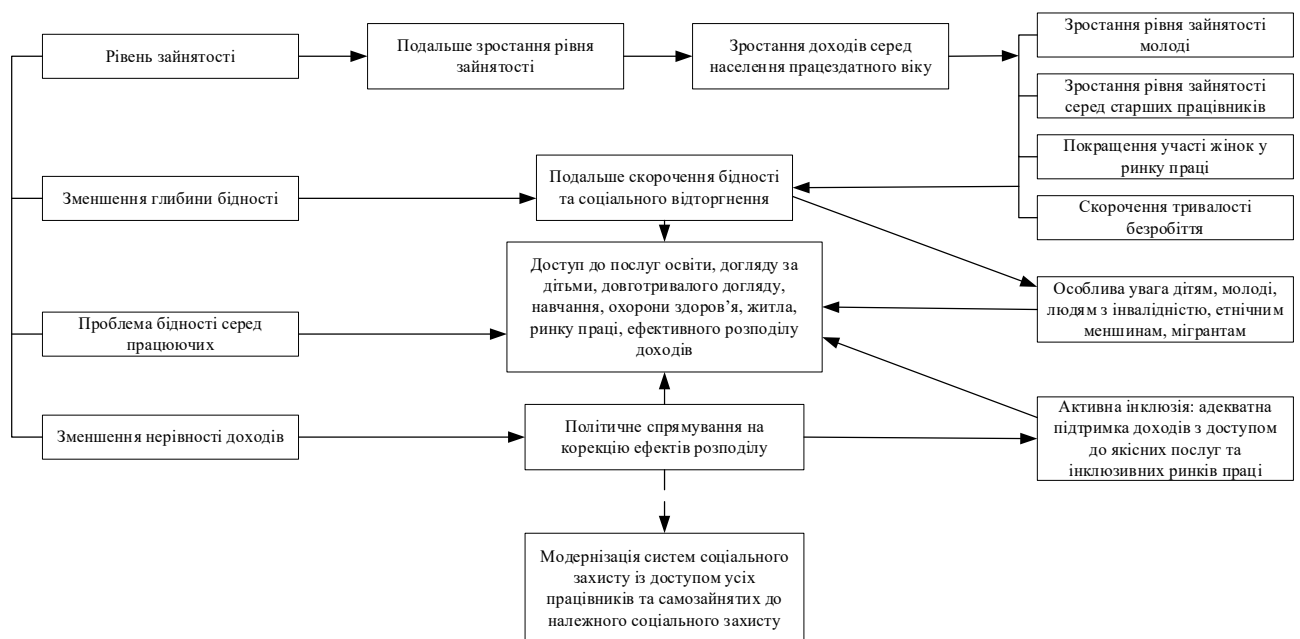 Рівень зайнятості
Подальше зростання рівня
зайнятості
Зростання доходів серед
населення працездатного віку
Зростання рівня зайнятості
молоді
Зростання рівня зайнятості
серед старших працівників
Покращення участі жінок у
ринку праці
Скорочення тривалості
безробіття
Зменшення глибини бідності
Подальше скорочення бідності
та соціального відторгнення
Доступ до послуг освіти, догляду за
дітьми, довготривалого догляду,
навчання, охорони здоров’я, житла,
ринку праці, ефективного розподілу
доходів
Особлива увага дітям, молоді,
людям з інвалідністю, етнічним
меншинам, мігрантам
Проблема бідності серед
працюючих
Зменшення нерівності доходів
Політичне спрямування на
корекцію ефектів розподілу
Активна інклюзія: адекватна
підтримка доходів з доступом
до якісних послуг та
інклюзивних ринків праці
Модернізація систем соціального
захисту із доступом усіх
працівників та самозайнятих до
належного соціального захисту